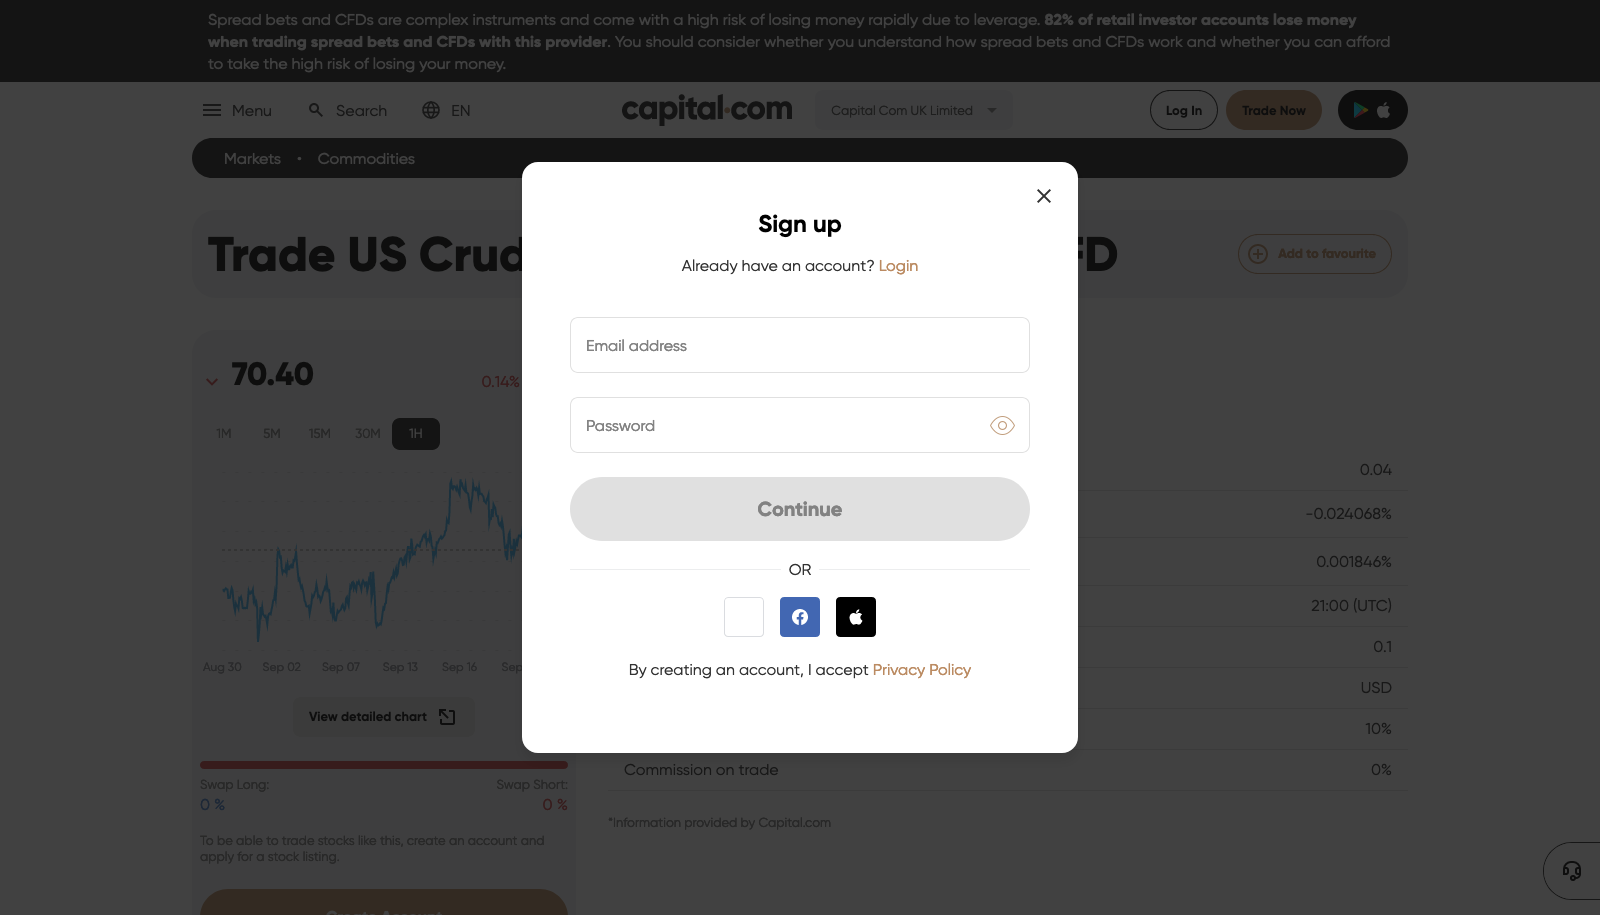 Spread bets and CFDs are complex instruments and come with a high risk of losing money rapidly due to leverage. 82% of retail investor accounts lose money
when trading spread bets and CFDs with this provider. You should consider whether you understand how spread bets and CFDs work and whether you can afford
to take the high risk of losing your money.
Menu Search EN capital.com Capital Com UK Limited Log In Trade Now
Markets • Commodities
Trade US Crud FD Add to favourite
Sign up
Already have an account? Login
Email address
Password
Continue
OR
By creating an account, I accept Privacy Policy
70.40 0.14%
1M 5M 15M 30M 1H
Aug 30 Sep 02 Sep 07 Sep 13 Sep 16 Sep
View detailed chart
Swap Long: Swap Short:
0 % 0 %
To be able to trade stocks like this, create an account and
apply for a stock listing.
0.04
-0.024068%
0.001846%
21:00 (UTC)
0.1
USD
10%
Commission on trade 0%
*Information provided by Capital.com
Create Account